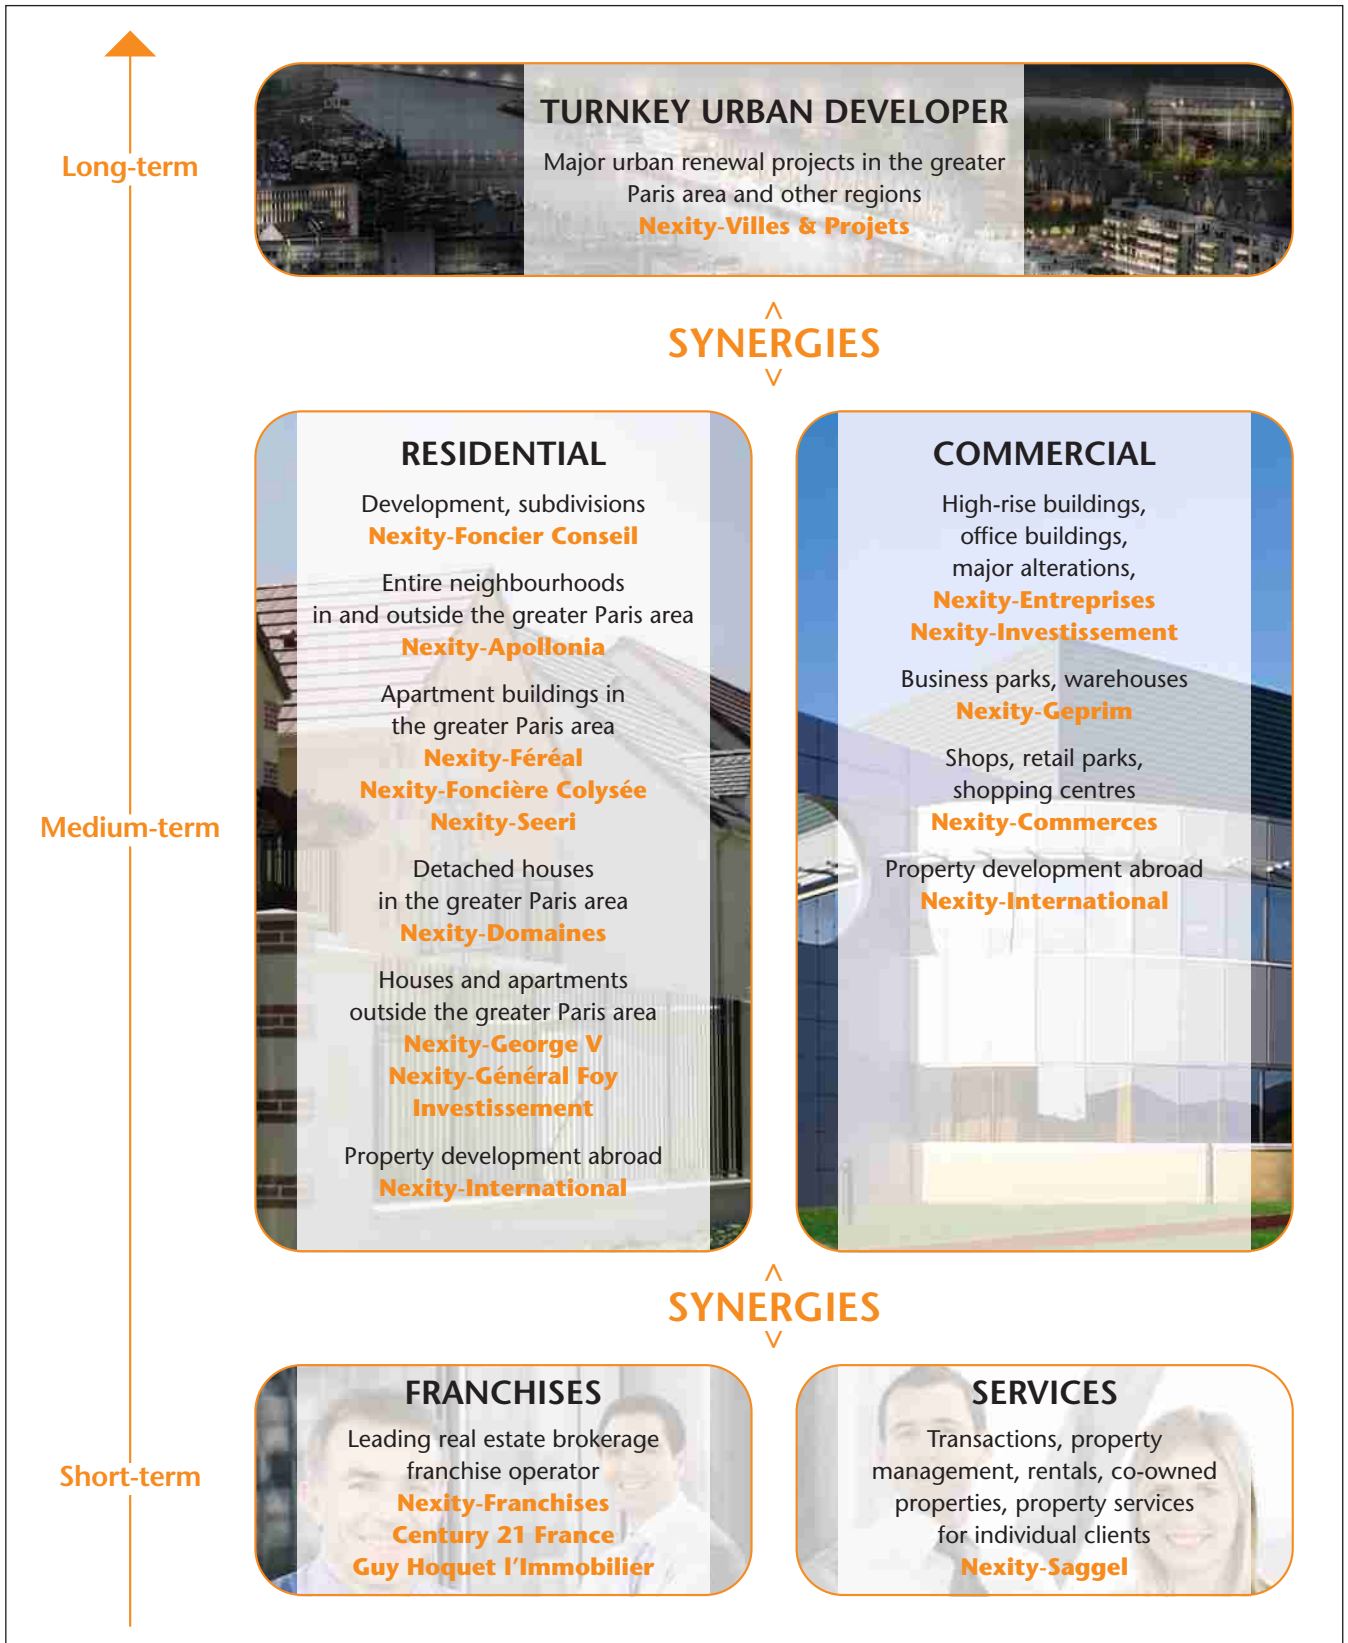 Long-term
TURNKEY URBAN DEVELOPER
Major urban renewal projects in the greater
Paris area and other regions
Nexity-Villes & Projets
SYNERGIES
Medium-term
RESIDENTIAL
Development, subdivisions
Nexity-Foncier Conseil
Entire neighbourhoods
in and outside the greater Paris area
Nexity-Apollonia
Apartment buildings in
the greater Paris area
Nexity-Féréal
Nexity-Foncière Colysée
Nexity-Seeri
Detached houses
in the greater Paris area
Nexity-Domaines
Houses and apartments
outside the greater Paris area
Nexity-George V
Nexity-Général Foy
Investissement
Property development abroad
Nexity-International
COMMERCIAL
High-rise buildings,
office buildings,
major alterations,
Nexity-Entreprises
Nexity-Investissement
Business parks, warehouses
Nexity-Geprim
Shops, retail parks,
shopping centres
Nexity-Commerces
Property development abroad
Nexity-International
SYNERGIES
Short-term
FRANCHISES
Leading real estate brokerage
franchise operator
Nexity-Franchises
Century 21 France
Guy Hoquet l'Immobilier
SERVICES
Transactions, property
management, rentals, co-owned
properties, property services
for individual clients
Nexity-Saggel